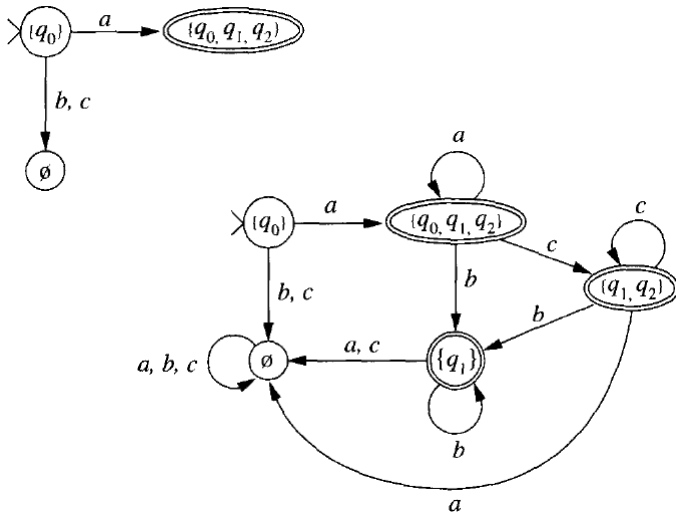 {q0}
a
{q0, q1, q2}
b, c
ø
a
{q0}
a
{q0, q1, q2}
c
c
{q1, q2}
b, c
b
b
a, b, c
ø
a, c
{q1}
b
a